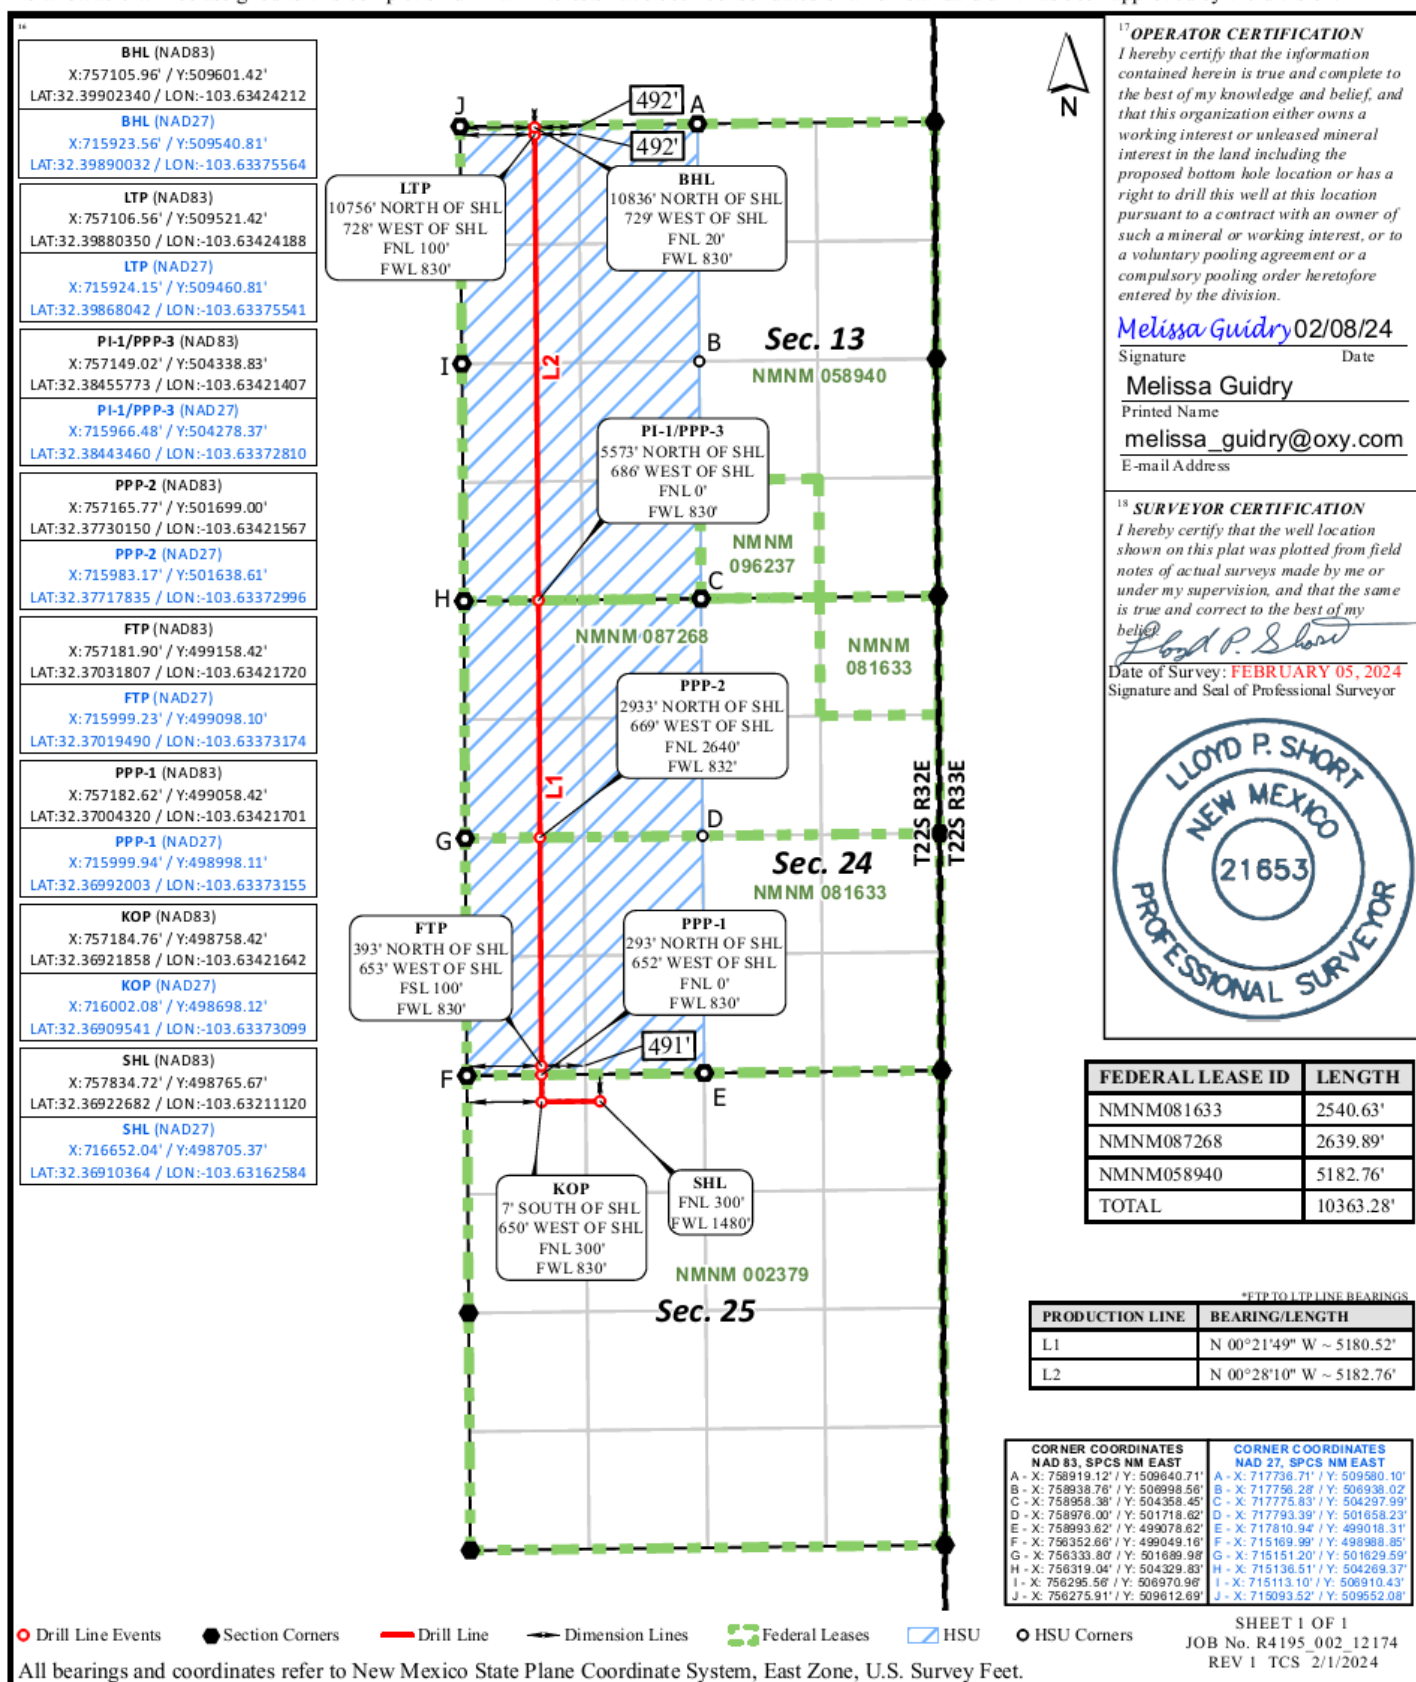 16
BHL (NAD83)
X:757105.96' / Y:509601.42'
LAT:32.39902340 / LON:-103.63424212
BHL (NAD27)
X:715923.56' / Y:509540.81'
LAT:32.39890032 / LON:-103.63375564
LTP (NAD83)
X:757106.56' / Y:509521.42'
LAT:32.39880350 / LON:-103.63424188
LTP (NAD27)
X:715924.15' / Y:509460.81'
LAT:32.39868042 / LON:-103.63375541
PI-1/PPP-3 (NAD83)
X:757149.02' / Y:504338.83'
LAT:32.38455773 / LON:-103.63421407
PI-1/PPP-3 (NAD27)
X:715966.48' / Y:504278.37'
LAT:32.38443460 / LON:-103.63372810
PPP-2 (NAD83)
X:757165.77' / Y:501699.00'
LAT:32.37730150 / LON:-103.63421567
PPP-2 (NAD27)
X:715983.17' / Y:501638.61'
LAT:32.37717835 / LON:-103.63372996
FTP (NAD83)
X:757181.90' / Y:499158.42'
LAT:32.37031807 / LON:-103.63421720
FTP (NAD27)
X:715999.23' / Y:499098.10'
LAT:32.37019490 / LON:-103.63373174
PPP-1 (NAD83)
X:757182.62' / Y:499058.42'
LAT:32.37004320 / LON:-103.63421701
PPP-1 (NAD27)
X:715999.94' / Y:498998.11'
LAT:32.36992003 / LON:-103.63373155
KOP (NAD83)
X:757184.76' / Y:498758.42'
LAT:32.36921858 / LON:-103.63421642
KOP (NAD27)
X:716002.08' / Y:498698.12'
LAT:32.36909541 / LON:-103.63373099
SHL (NAD83)
X:757834.72' / Y:498765.67'
LAT:32.36922682 / LON:-103.63211120
SHL (NAD27)
X:716652.04' / Y:498705.37'
LAT:32.36910364 / LON:-103.63162584
J
492'
A
492'
N
LTP
10756' NORTH OF SHL
728' WEST OF SHL
FNL 100'
FWL 830'
BHL
10836' NORTH OF SHL
729' WEST OF SHL
FNL 20'
FWL 830'
I
L2
B
Sec. 13
NMNM 058940
PI-1/PPP-3
5573' NORTH OF SHL
686' WEST OF SHL
FNL 0'
FWL 830'
NMNM
096237
H
C
NMNM 087268
NMNM
081633
PPP-2
2933' NORTH OF SHL
669' WEST OF SHL
FNL 2640'
FWL 832'
L1
T22S R32E
T22S R33E
G
D
Sec. 24
NMNM 081633
FTP
393' NORTH OF SHL
653' WEST OF SHL
FSL 100'
FWL 830'
PPP-1
293' NORTH OF SHL
652' WEST OF SHL
FNL 0'
FWL 830'
491'
F
E
KOP
7' SOUTH OF SHL
650' WEST OF SHL
FNL 300'
FWL 830'
SHL
FNL 300'
FWL 1480'
NMNM 002379
Sec. 25
17 OPERATOR CERTIFICATION
I hereby certify that the information
contained herein is true and complete to
the best of my knowledge and belief, and
that this organization either owns a
working interest or unleased mineral
interest in the land including the
proposed bottom hole location or has a
right to drill this well at this location
pursuant to a contract with an owner of
such a mineral or working interest, or to
a voluntary pooling agreement or a
compulsory pooling order heretofore
entered by the division.
Melissa Guidry 02/08/24
Signature Date
Melissa Guidry
Printed Name
melissa_guidry@oxy.com
E-mail Address
18 SURVEYOR CERTIFICATION
I hereby certify that the well location
shown on this plat was plotted from field
notes of actual surveys made by me or
under my supervision, and that the same
is true and correct to the best of my
belief.
Lloyd P. Short
Date of Survey: FEBRUARY 05, 2024
Signature and Seal of Professional Surveyor
LLOYD P. SHORT
NEW MEXICO
21653
PROFESSIONAL SURVEYOR
FEDERAL LEASE ID LENGTH
NMNM081633 2540.63'
NMNM087268 2639.89'
NMNM058940 5182.76'
TOTAL 10363.28'
*FTP TO LTP LINE BEARINGS
PRODUCTION LINE BEARING/LENGTH
L1 N 00°21'49" W ~ 5180.52'
L2 N 00°28'10" W ~ 5182.76'
CORNER COORDINATES
NAD 83, SPCS NM EAST
A - X: 758919.12' / Y: 509640.71'
B - X: 758938.76' / Y: 506998.56'
C - X: 758958.38' / Y: 504358.45'
D - X: 758976.00' / Y: 501718.62'
E - X: 758993.62' / Y: 499078.62'
F - X: 756352.66' / Y: 499049.16'
G - X: 756333.80' / Y: 501689.98'
H - X: 756319.04' / Y: 504329.83'
I - X: 756295.56' / Y: 506970.96'
J - X: 756275.91' / Y: 509612.69'
CORNER COORDINATES
NAD 27, SPCS NM EAST
A - X: 717736.71' / Y: 509580.10'
B - X: 717756.28' / Y: 506938.02'
C - X: 717775.83' / Y: 504297.99'
D - X: 717793.39' / Y: 501658.23'
E - X: 717810.94' / Y: 499018.31'
F - X: 715169.99' / Y: 498988.85'
G - X: 715151.20' / Y: 501629.59'
H - X: 715136.51' / Y: 504269.37'
I - X: 715113.10' / Y: 506910.43'
J - X: 715093.52' / Y: 509552.08'
Drill Line Events Section Corners Drill Line Dimension Lines Federal Leases HSU HSU Corners
SHEET 1 OF 1
JOB No. R4195_002_12174
REV 1 TCS 2/1/2024
All bearings and coordinates refer to New Mexico State Plane Coordinate System, East Zone, U.S. Survey Feet.